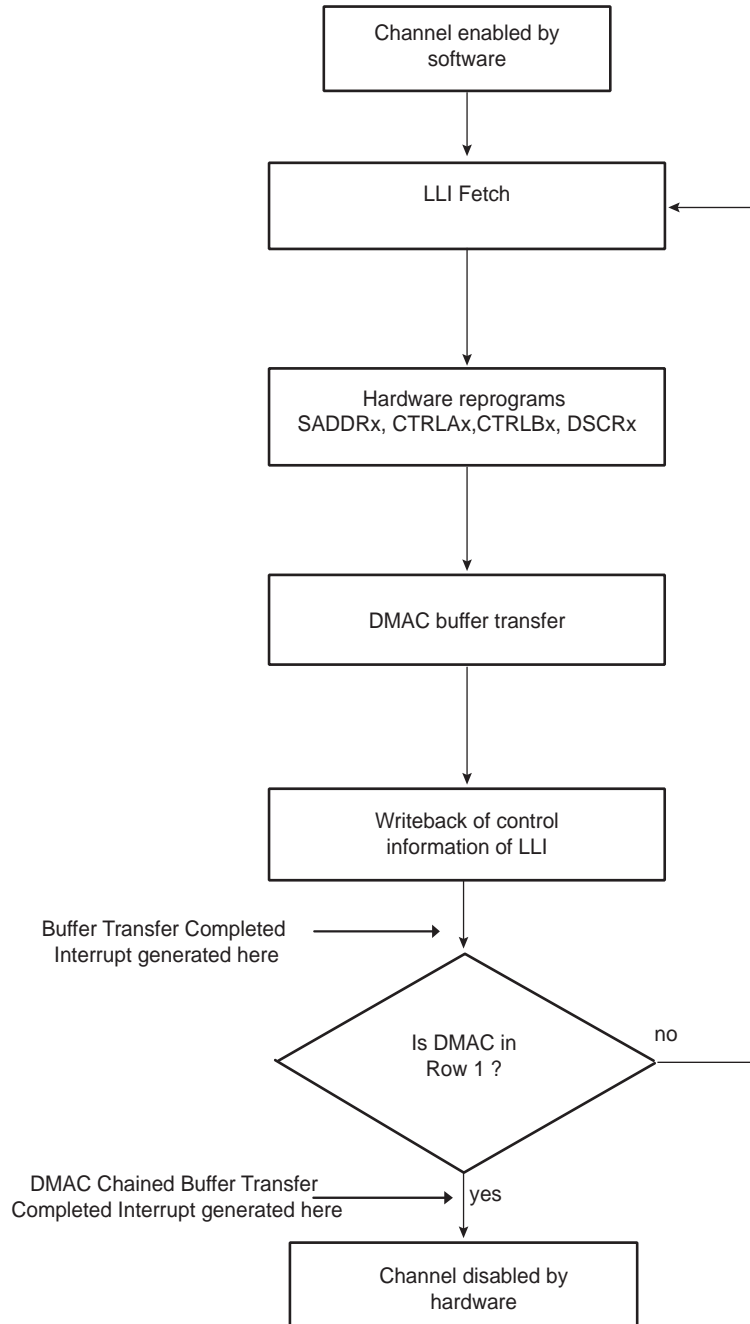 Channel enabled by
software
LLI Fetch
Hardware reprograms
SADDRx, CTRLAx,CTRLBx, DSCRx
DMAC buffer transfer
Writeback of control
information of LLI
Buffer Transfer Completed
Interrupt generated here
Is DMAC in
Row 1 ?
no
DMAC Chained Buffer Transfer
Completed Interrupt generated here
yes
Channel disabled by
hardware